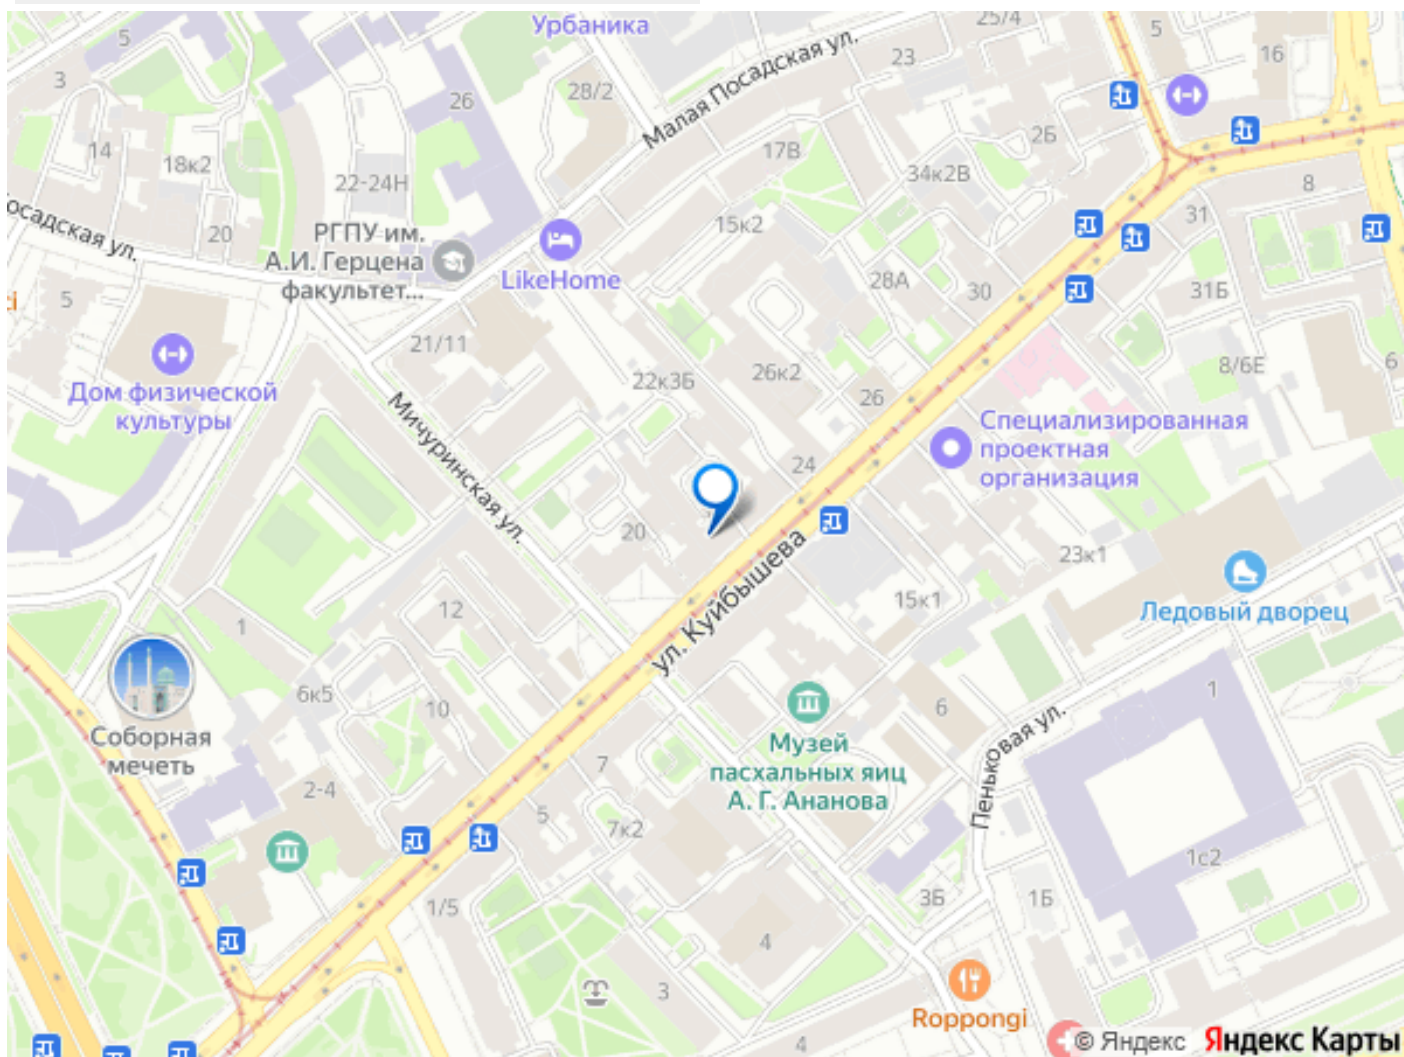 Урбаника
25/4
5
5
23
16
3
Малая Посадская ул.
28/2
26
2Б
14
18к2
17В
34к2В
22-24Н
8
осадская ул.
20
РГПУ им.
А.И. Герцена
факультет...
15к2
31
LikeHome
28А
30
31Б
ci
5
21/11
8/6Е
6
Дом физической
культуры
22к3Б
26к2
26
Мичуринская ул.
Специализированная
проектная
организация
24
20
ул. Куйбышева
23к1
15к1
Ледовый дворец
12
1
6к5
10
6
1
Соборная
мечеть
Музей
пасхальных яиц
А. Г. Ананова
Пеньковая ул.
7
2-4
5
7к2
1с2
1/5
3Б
1Б
4
3
Roppongi
4
© Яндекс Яндекс Карты